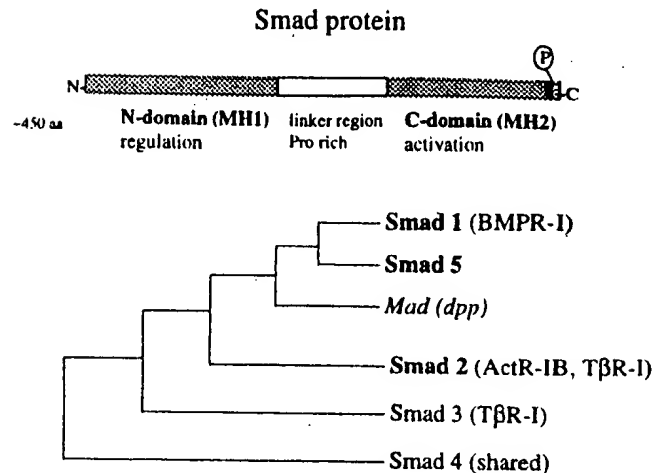 Smad protein
P
N
C
~450 aa
N-domain (MH1)
regulation
linker region
Pro rich
C-domain (MH2)
activation
Smad 1 (BMPR-I)
Smad 5
Mad (dpp)
Smad 2 (ActR-IB, TβR-I)
Smad 3 (TβR-I)
Smad 4 (shared)